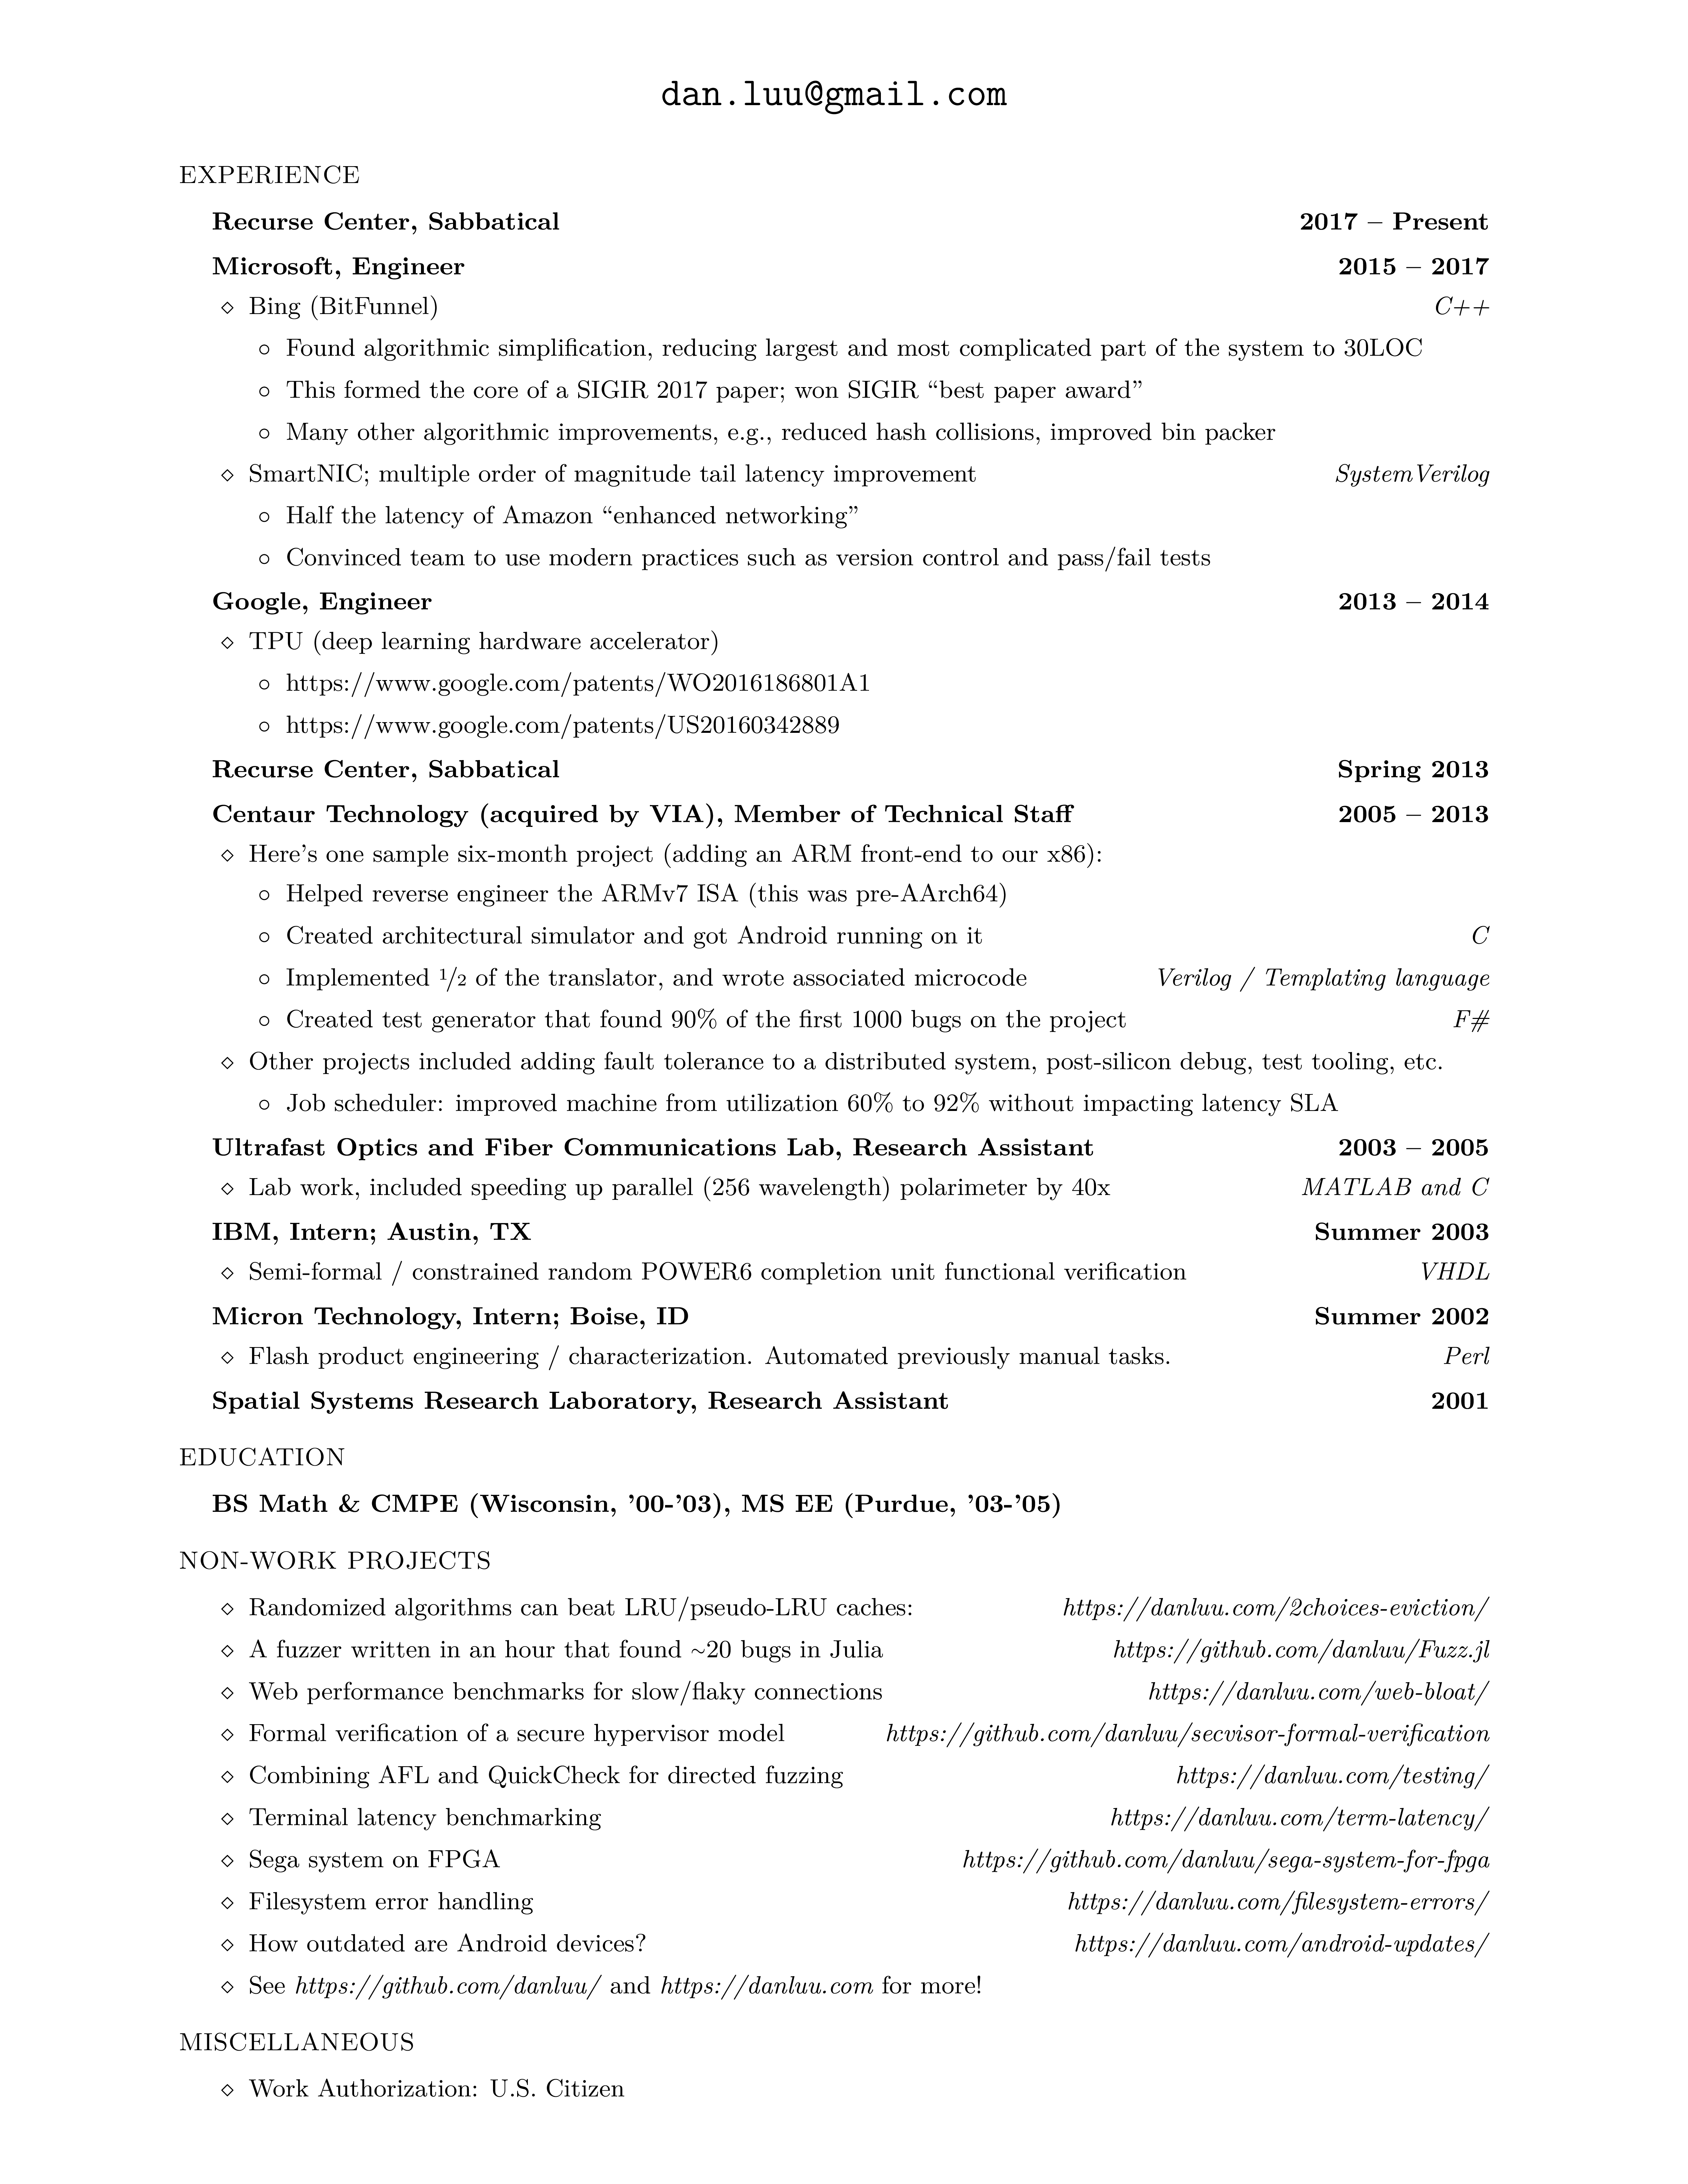 dan.luu@gmail.com
EXPERIENCE
Recurse Center, Sabbatical 2017 – Present
Microsoft, Engineer 2015 – 2017
⋄ Bing (BitFunnel) C++
○ Found algorithmic simplification, reducing largest and most complicated part of the system to 30LOC
○ This formed the core of a SIGIR 2017 paper; won SIGIR “best paper award”
○ Many other algorithmic improvements, e.g., reduced hash collisions, improved bin packer
⋄ SmartNIC; multiple order of magnitude tail latency improvement SystemVerilog
○ Half the latency of Amazon “enhanced networking”
○ Convinced team to use modern practices such as version control and pass/fail tests
Google, Engineer 2013 – 2014
⋄ TPU (deep learning hardware accelerator)
○ https://www.google.com/patents/WO2016186801A1
○ https://www.google.com/patents/US20160342889
Recurse Center, Sabbatical Spring 2013
Centaur Technology (acquired by VIA), Member of Technical Staff 2005 – 2013
⋄ Here’s one sample six-month project (adding an ARM front-end to our x86):
○ Helped reverse engineer the ARMv7 ISA (this was pre-AArch64)
○ Created architectural simulator and got Android running on it C
○ Implemented 1/2 of the translator, and wrote associated microcode Verilog / Templating language
○ Created test generator that found 90% of the first 1000 bugs on the project F#
⋄ Other projects included adding fault tolerance to a distributed system, post-silicon debug, test tooling, etc.
○ Job scheduler: improved machine from utilization 60% to 92% without impacting latency SLA
Ultrafast Optics and Fiber Communications Lab, Research Assistant 2003 – 2005
⋄ Lab work, included speeding up parallel (256 wavelength) polarimeter by 40x MATLAB and C
IBM, Intern; Austin, TX Summer 2003
⋄ Semi-formal / constrained random POWER6 completion unit functional verification VHDL
Micron Technology, Intern; Boise, ID Summer 2002
⋄ Flash product engineering / characterization. Automated previously manual tasks. Perl
Spatial Systems Research Laboratory, Research Assistant 2001
EDUCATION
BS Math & CMPE (Wisconsin, ’00-’03), MS EE (Purdue, ’03-’05)
NON-WORK PROJECTS
⋄ Randomized algorithms can beat LRU/pseudo-LRU caches: https://danluu.com/2choices-eviction/
⋄ A fuzzer written in an hour that found ~20 bugs in Julia https://github.com/danluu/Fuzz.jl
⋄ Web performance benchmarks for slow/flaky connections https://danluu.com/web-bloat/
⋄ Formal verification of a secure hypervisor model https://github.com/danluu/secvisor-formal-verification
⋄ Combining AFL and QuickCheck for directed fuzzing https://danluu.com/testing/
⋄ Terminal latency benchmarking https://danluu.com/term-latency/
⋄ Sega system on FPGA https://github.com/danluu/sega-system-for-fpga
⋄ Filesystem error handling https://danluu.com/filesystem-errors/
⋄ How outdated are Android devices? https://danluu.com/android-updates/
⋄ See https://github.com/danluu/ and https://danluu.com for more!
MISCELLANEOUS
⋄ Work Authorization: U.S. Citizen